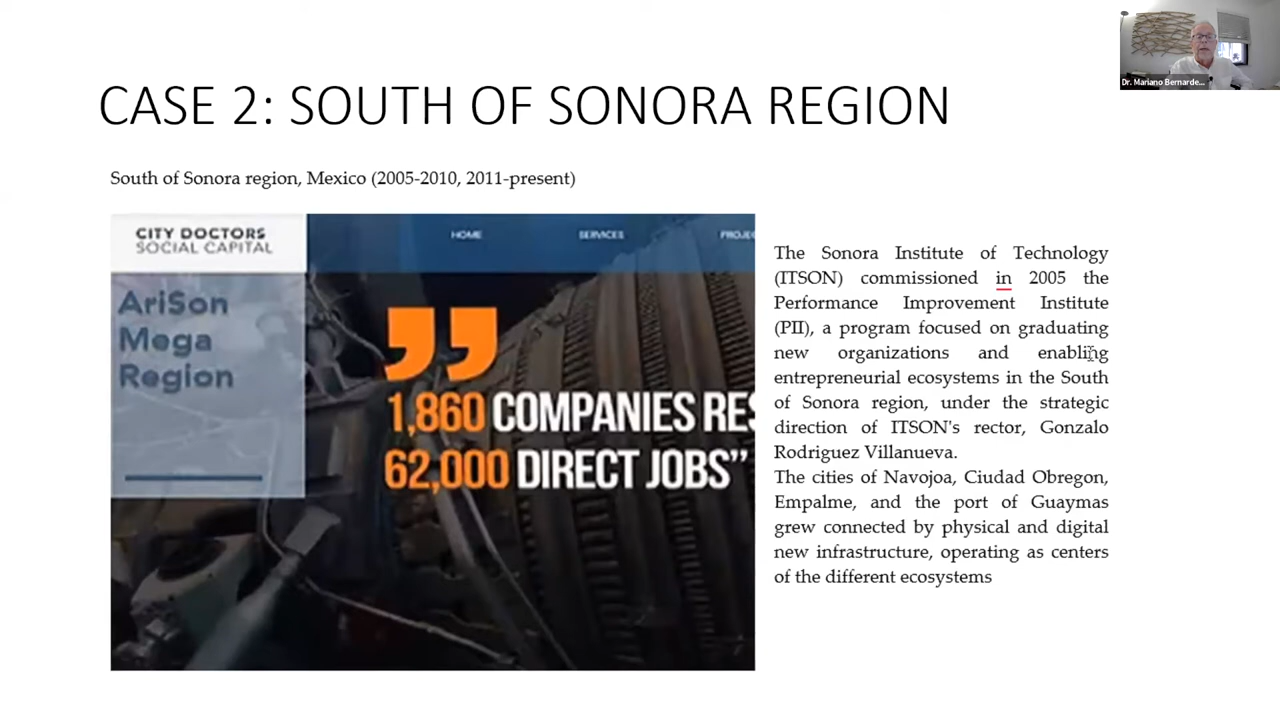 Dr. Mariano Bernarde...
CASE 2: SOUTH OF SONORA REGION
South of Sonora region, Mexico (2005-2010, 2011-present)
CITY DOCTORS
SOCIAL CAPITAL
HOME
SERVICES
PROJEC
AriSon
Mega
Region
”
1,860 COMPANIES RES
62,000 DIRECT JOBS”
The Sonora Institute of Technology
(ITSON) commissioned in 2005 the
Performance Improvement Institute
(PII), a program focused on graduating
new organizations and enabling
entrepreneurial ecosystems in the South
of Sonora region, under the strategic
direction of ITSON's rector, Gonzalo
Rodriguez Villanueva.
The cities of Navojoa, Ciudad Obregon,
Empalme, and the port of Guaymas
grew connected by physical and digital
new infrastructure, operating as centers
of the different ecosystems